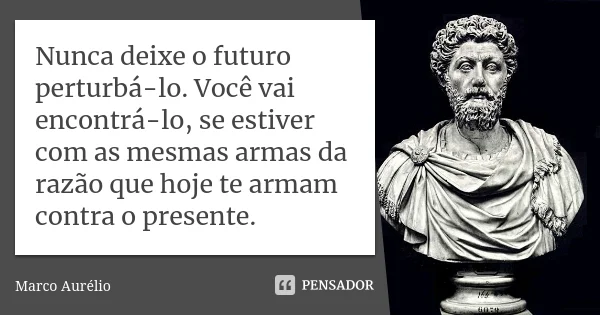 Nunca deixe o futuro
perturbá-lo. Você vai
encontrá-lo, se estiver
com as mesmas armas da
razão que hoje te armam
contra o presente.
Marco Aurélio
PENSADOR